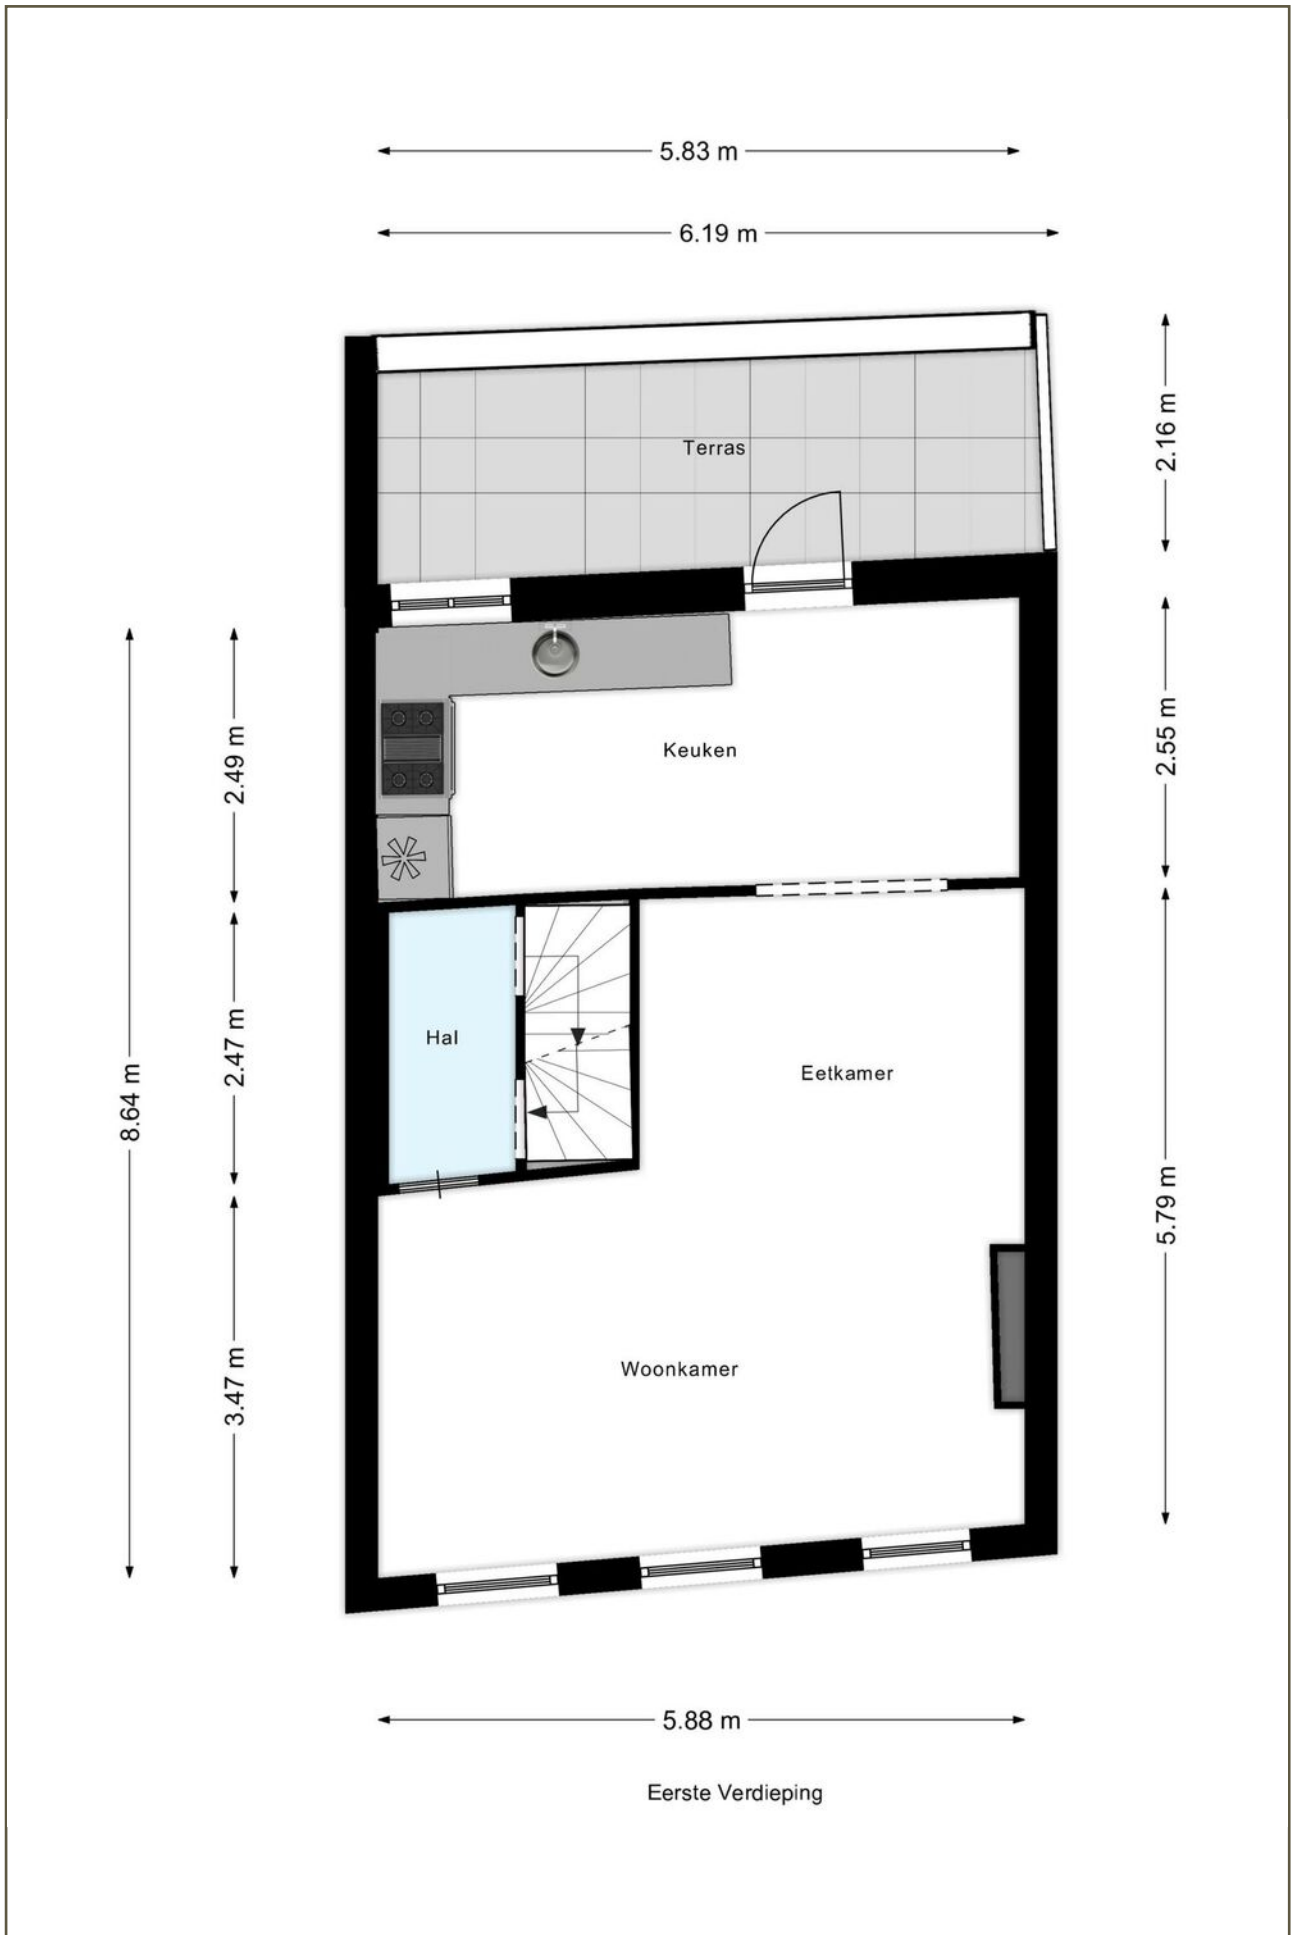 5.83 m
6.19 m
2.16 m
Terras
2.49 m
Keuken
2.55 m
8.64 m
2.47 m
Hal
Eetkamer
5.79 m
3.47 m
Woonkamer
5.88 m
Eerste Verdieping